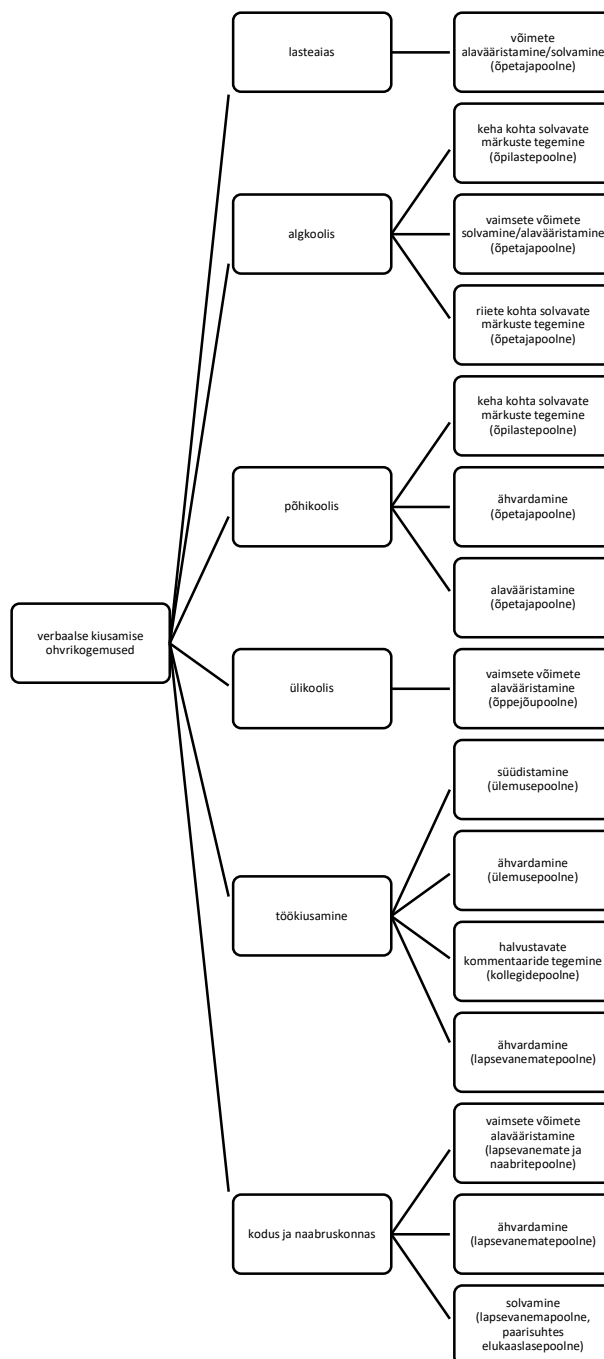 lasteaias
võimete
alavääristamine/solvamine
(õpetajapoolne)
algkoolis
keha kohta solvavate
märkuste tegemine
(õpilastepoolne)
vaimsete võimete
solvamine/alavääristamine
(õpetajapoolne)
riiete kohta solvavate
märkuste tegemine
(õpetajapoolne)
põhikoolis
keha kohta solvavate
märkuste tegemine
(õpilastepoolne)
ähvardamine
(õpetajapoolne)
alavääristamine
(õpetajapoolne)
verbaalse kiusamise
ohvrikogemused
ülikoolis
vaimsete võimete
alavääristamine
(õppejõupoolne)
töökiusamine
süüdistamine
(ülemusepoolne)
ähvardamine
(ülemusepoolne)
halvustavate
kommentaaride tegemine
(kollegidepoolne)
ähvardamine
(lapsevanematepoolne)
kodus ja naabruskonnas
vaimsete võimete
alavääristamine
(lapsevanemate ja
naabritepoolne)
ähvardamine
(lapsevanematepoolne)
solvamine
(lapsevanemapoolne,
paarisuhtes
elukaaslasepoolne)